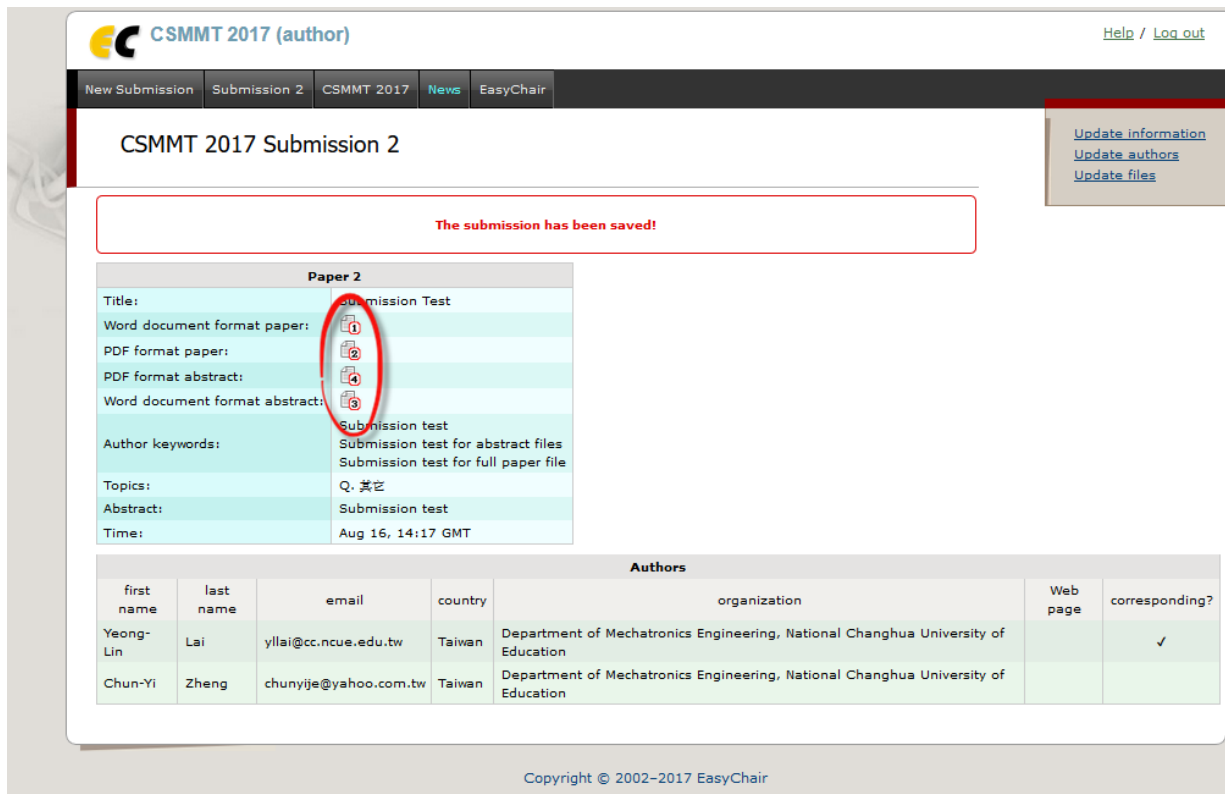 EC CSMMT 2017 (author)
Help / Log out
New Submission Submission 2 CSMMT 2017 News EasyChair
CSMMT 2017 Submission 2
Update information
Update authors
Update files
The submission has been saved!
Paper 2
Title: Submission Test
Word document format paper: 1
PDF format paper: 2
PDF format abstract: 4
Word document format abstract: 3
Author keywords: Submission test
Submission test for abstract files
Submission test for full paper file
Topics: Q. 其它
Abstract: Submission test
Time: Aug 16, 14:17 GMT
Authors
first name last name email country organization Web page corresponding?
Yeong-Lin Lai yllai@cc.ncue.edu.tw Taiwan Department of Mechatronics Engineering, National Changhua University of Education ✓
Chun-Yi Zheng chunyije@yahoo.com.tw Taiwan Department of Mechatronics Engineering, National Changhua University of Education
Copyright © 2002–2017 EasyChair